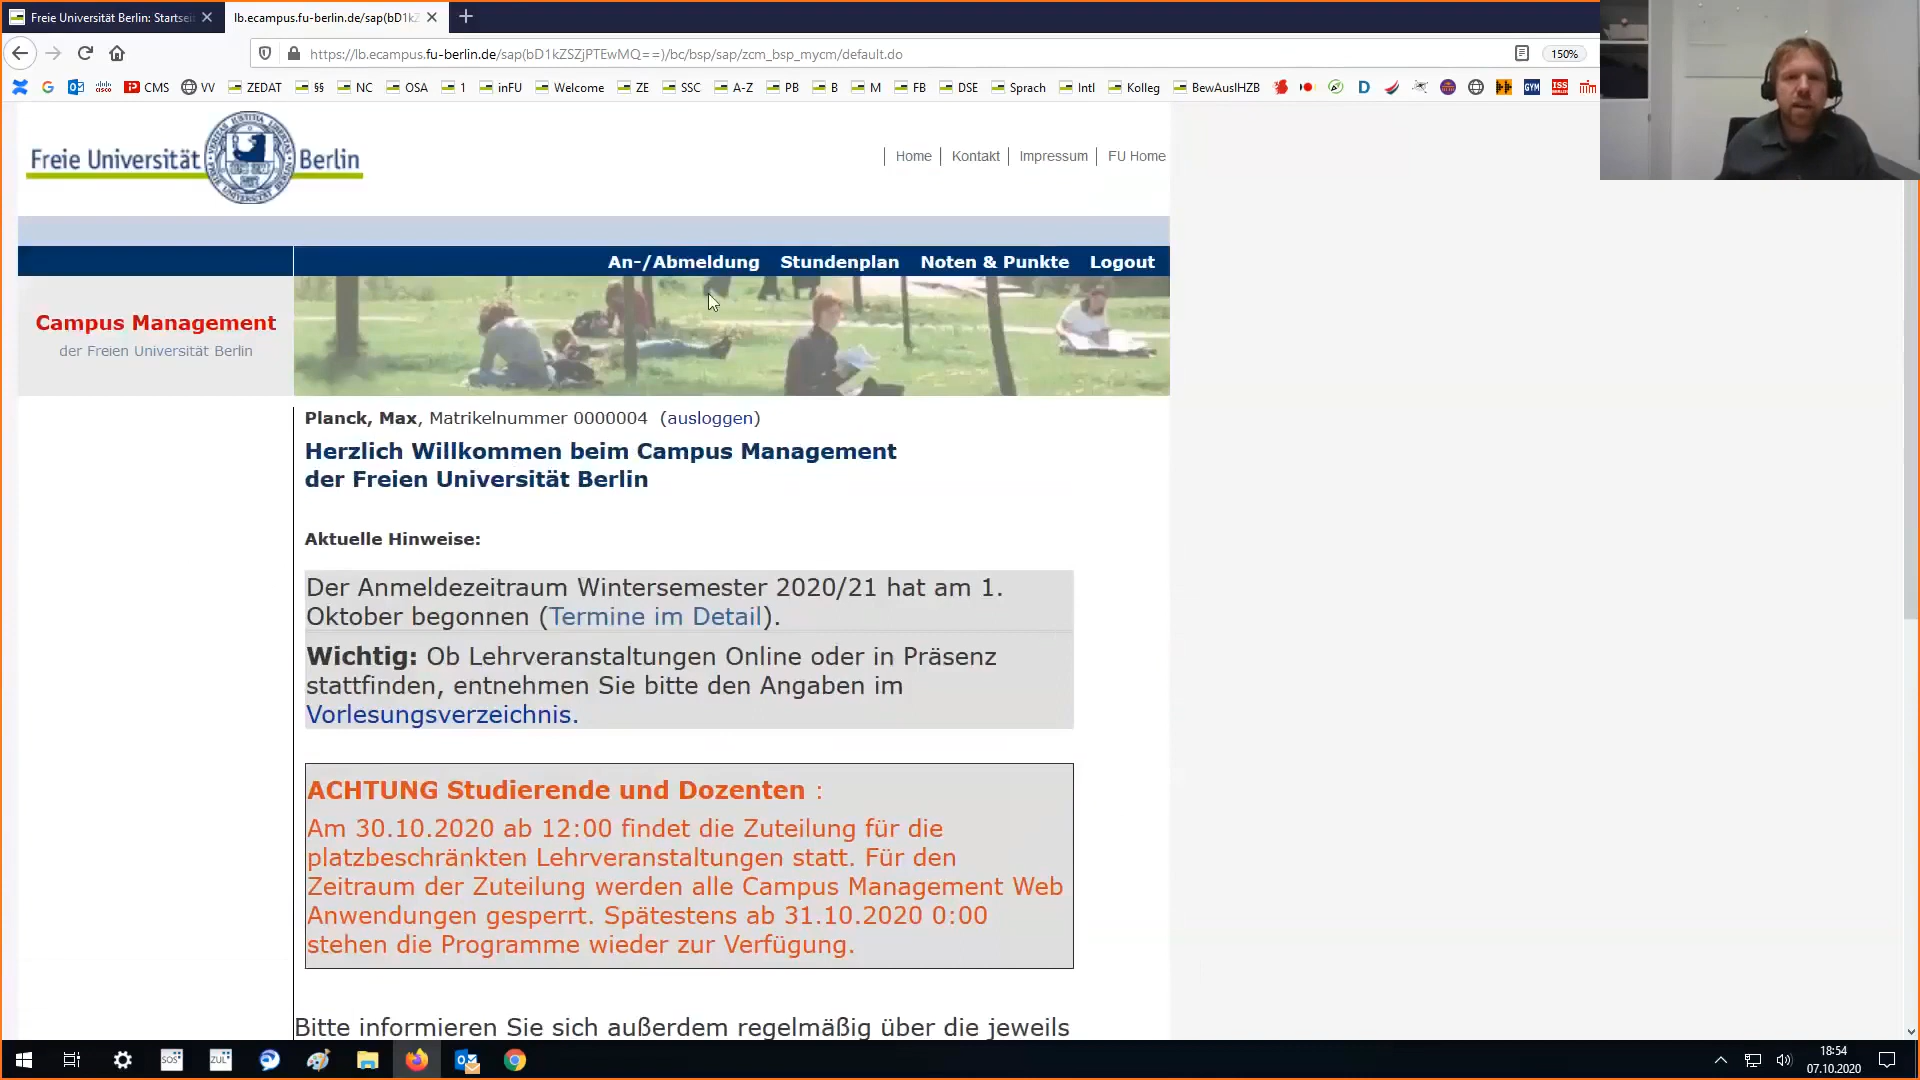 Freie Universität Berlin: Startsei
lb.ecampus.fu-berlin.de/sap(bD1kZ
https://lb.ecampus.fu-berlin.de/sap(bD1kZSZjPTEwMQ==)/bc/bsp/sap/zcm_bsp_mycm/default.do
150%
CMS VV ZEDAT §§ NC OSA 1 inFU Welcome ZE SSC A-Z PB B M FB DSE Sprach Intl Kolleg BewAusIHZB
Freie Universität Berlin
Home Kontakt Impressum FU Home
An-/Abmeldung Stundenplan Noten & Punkte Logout
Campus Management
der Freien Universität Berlin
Planck, Max, Matrikelnummer 0000004 (ausloggen)
Herzlich Willkommen beim Campus Management
der Freien Universität Berlin
Aktuelle Hinweise:
Der Anmeldezeitraum Wintersemester 2020/21 hat am 1.
Oktober begonnen (Termine im Detail).
Wichtig: Ob Lehrveranstaltungen Online oder in Präsenz
stattfinden, entnehmen Sie bitte den Angaben im
Vorlesungsverzeichnis.
ACHTUNG Studierende und Dozenten :
Am 30.10.2020 ab 12:00 findet die Zuteilung für die
platzbeschränkten Lehrveranstaltungen statt. Für den
Zeitraum der Zuteilung werden alle Campus Management Web
Anwendungen gesperrt. Spätestens ab 31.10.2020 0:00
stehen die Programme wieder zur Verfügung.
Bitte informieren Sie sich außerdem regelmäßig über die jeweils
SOS ZUL
18:54
07.10.2020